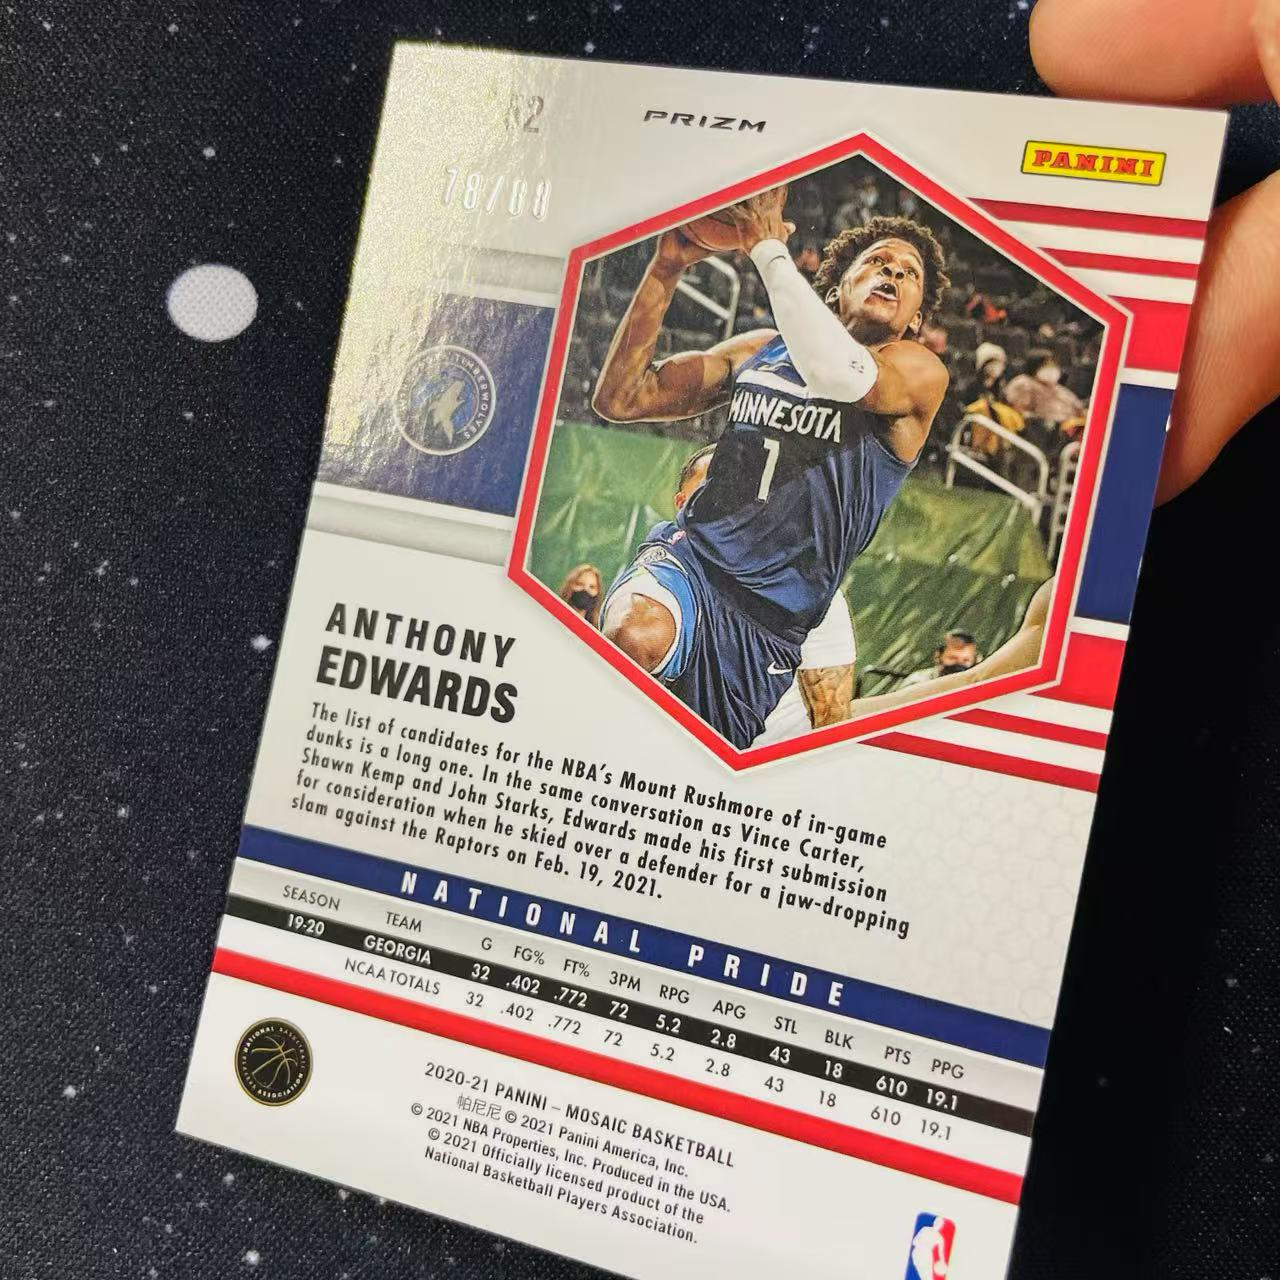 52
PRIZM
PANINI
78/88
MINNESOTA
1
ANTHONY
EDWARDS
The list of candidates for the NBA's Mount Rushmore of in-game
dunks is a long one. In the same conversation as Vince Carter,
Shawn Kemp and John Starks, Edwards made his first submission
for consideration when he skied over a defender for a jaw-dropping
slam against the Raptors on Feb. 19, 2021.
NATIONAL PRIDE
SEASON TEAM G FG% FT% 3PM RPG APG STL BLK PTS PPG
19-20 GEORGIA 32 .402 .772 72 5.2 2.8 43 18 610 19.1
NCAA TOTALS 32 .402 .772 72 5.2 2.8 43 18 610 19.1
NATIONAL BASKETBALL PLAYERS ASSOCIATION
2020-21 PANINI – MOSAIC BASKETBALL
帕尼尼 © 2021 Panini America, Inc.
© 2021 NBA Properties, Inc. Produced in the USA.
© 2021 Officially licensed product of the
National Basketball Players Association.